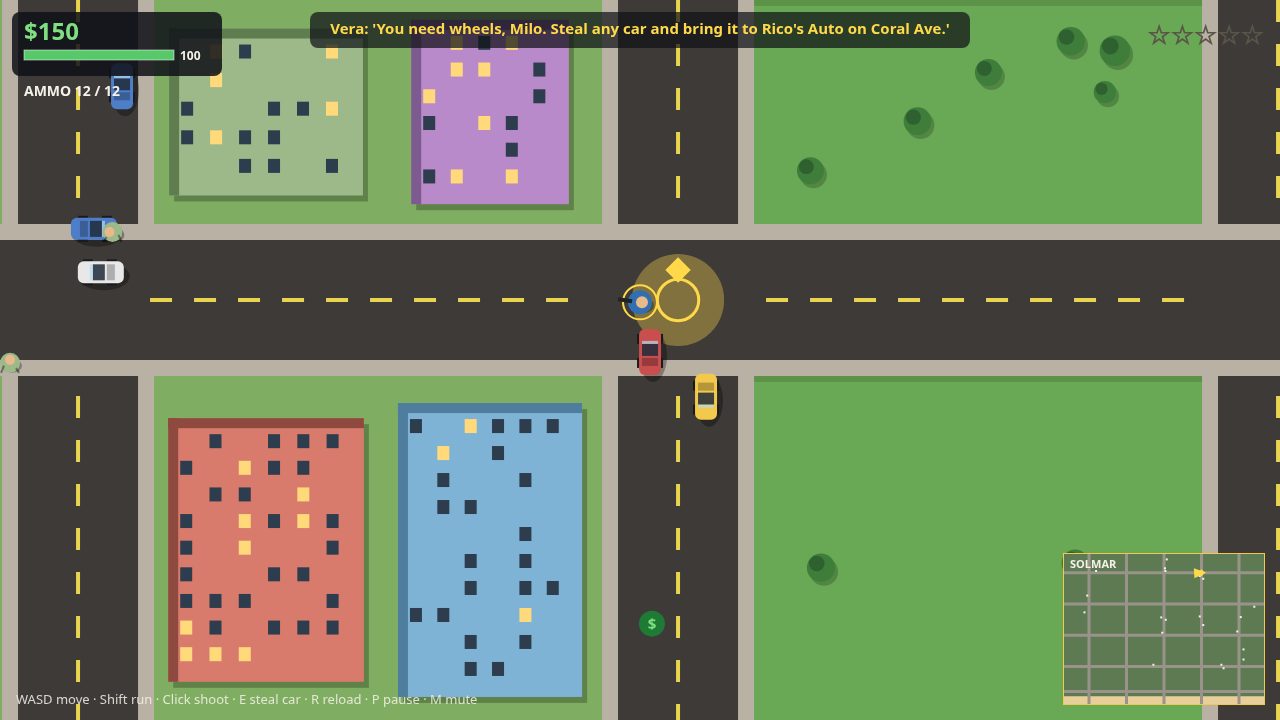 $150
100
AMMO 12 / 12
Vera: 'You need wheels, Milo. Steal any car and bring it to Rico's Auto on Coral Ave.'
$
SOLMAR
WASD move · Shift run · Click shoot · E steal car · R reload · P pause · M mute